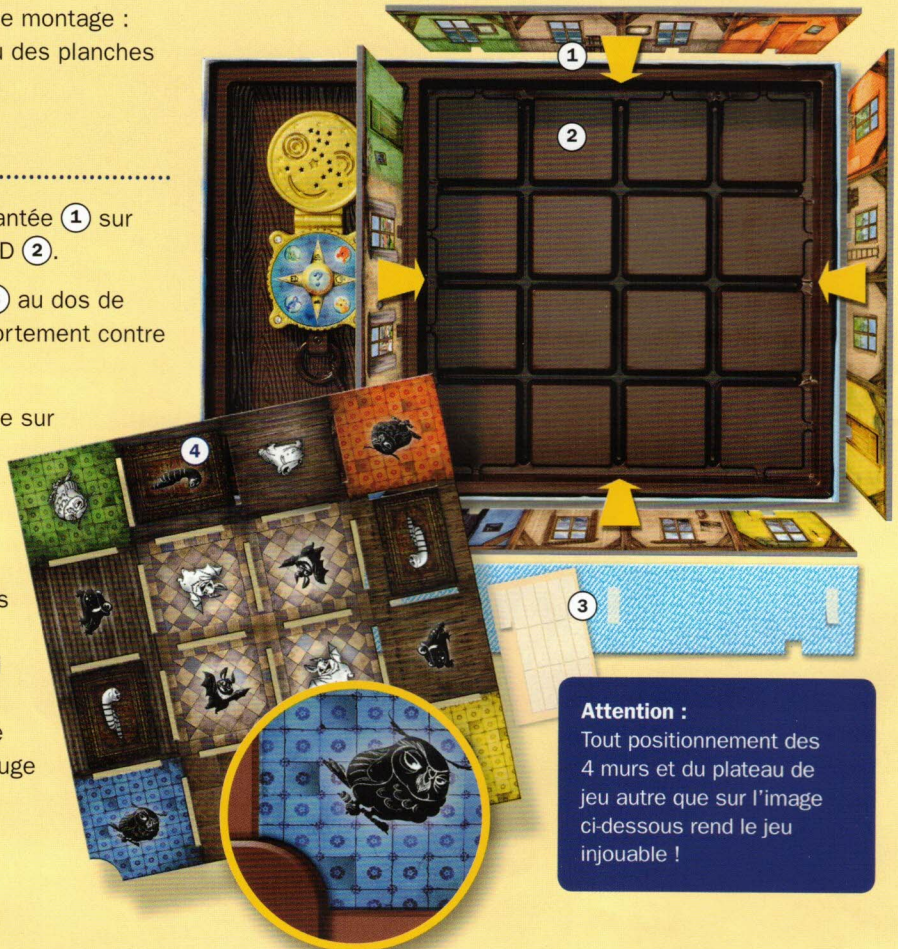 e montage :
u des planches
antée ① sur
D ②.
) au dos de
ortement contre
e sur
s
e
uge
1
2
3
4
Attention :
Tout positionnement des
4 murs et du plateau de
jeu autre que sur l'image
ci-dessous rend le jeu
injouable !